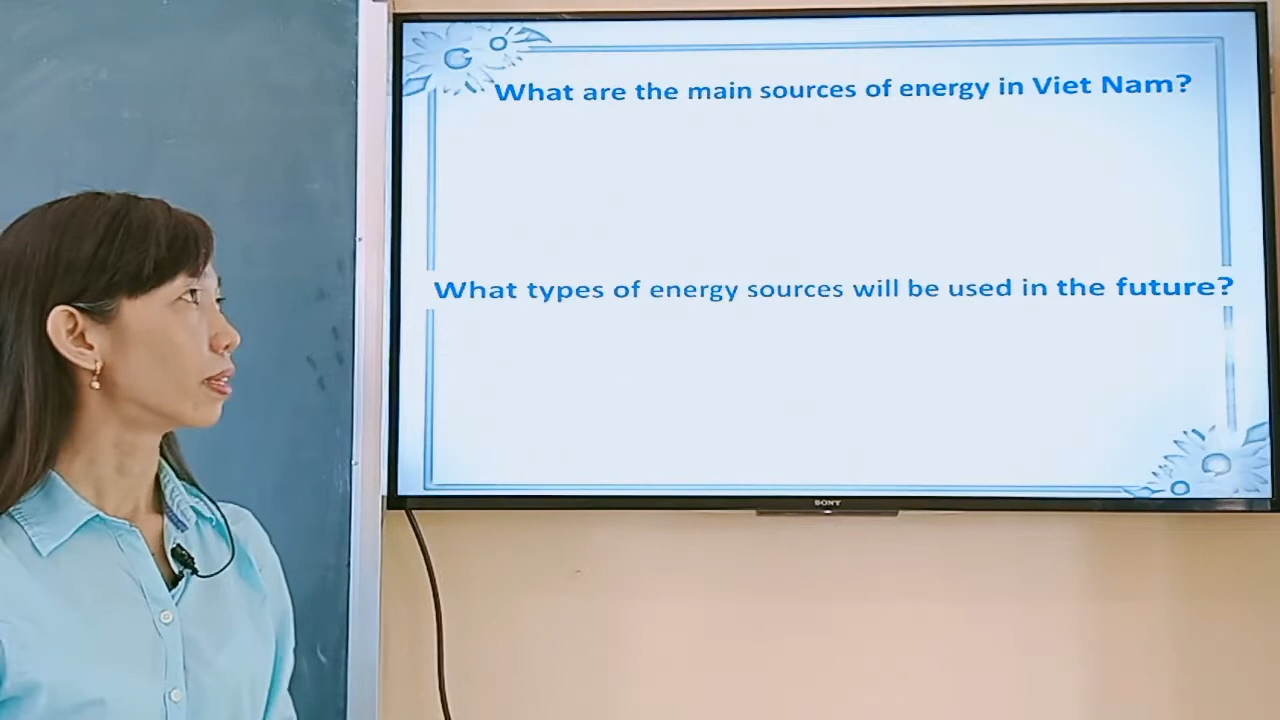 What are the main sources of energy in Viet Nam?
What types of energy sources will be used in the future?
SONY